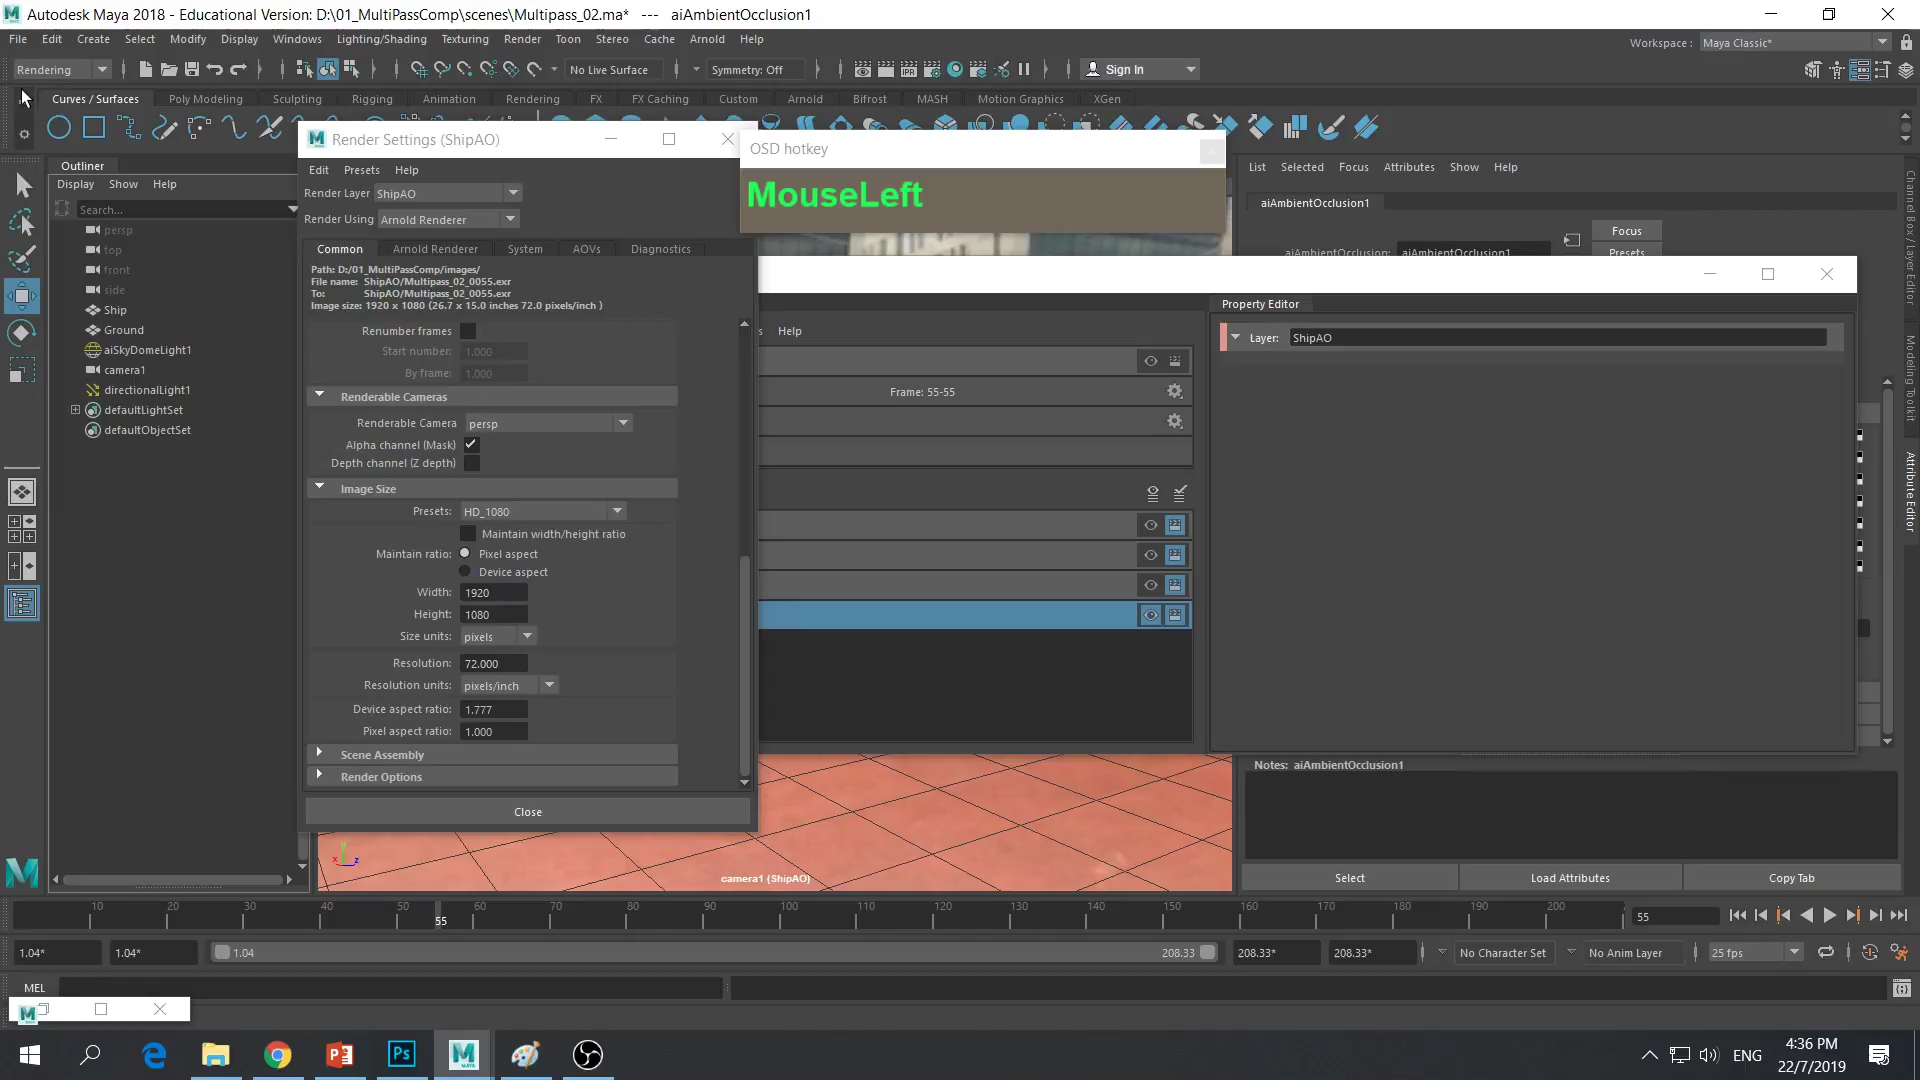 Autodesk Maya 2018 - Educational Version: D:\01_MultiPassComp\scenes\Multipass_02.ma*   ---   aiAmbientOcclusion1
File Edit Create Select Modify Display Windows Lighting/Shading Texturing Render Toon Stereo Cache Arnold Help
Workspace : Maya Classic*
Rendering No Live Surface Symmetry: Off Sign In
Curves / Surfaces Poly Modeling Sculpting Rigging Animation Rendering FX FX Caching Custom Arnold Bifrost MASH Motion Graphics XGen
Outliner
Display Show Help
Search...
persp
top
front
side
Ship
Ground
aiSkyDomeLight1
camera1
directionalLight1
defaultLightSet
defaultObjectSet
Render Settings (ShipAO)
Edit Presets Help
Render Layer ShipAO
Render Using Arnold Renderer
Common Arnold Renderer System AOVs Diagnostics
Path: D:/01_MultiPassComp/images/
File name: ShipAO/Multipass_02_0055.exr
To: ShipAO/Multipass_02_0055.exr
Image size: 1920 x 1080 (26.7 x 15.0 inches 72.0 pixels/inch )
Renumber frames
Start number: 1.000
By frame: 1.000
Renderable Cameras
Renderable Camera persp
Alpha channel (Mask)
Depth channel (Z depth)
Image Size
Presets: HD_1080
Maintain width/height ratio
Maintain ratio: Pixel aspect
Device aspect
Width: 1920
Height: 1080
Size units: pixels
Resolution: 72.000
Resolution units: pixels/inch
Device aspect ratio: 1.777
Pixel aspect ratio: 1.000
Scene Assembly
Render Options
Close
OSD hotkey
MouseLeft
Help
Frame: 55-55
Property Editor
Layer: ShipAO
List Selected Focus Attributes Show Help
aiAmbientOcclusion1
aiAmbientOcclusion: aiAmbientOcclusion1
Focus
Presets
Notes: aiAmbientOcclusion1
Select Load Attributes Copy Tab
Channel Box / Layer Editor
Modeling Toolkit
Attribute Editor
y
x z
camera1 (ShipAO)
10 20 30 40 50 60 70 80 90 100 110 120 130 140 150 160 170 180 190 200
55
55
1.04* 1.04* 1.04 208.33 208.33* 208.33* No Character Set No Anim Layer 25 fps
MEL
ENG
4:36 PM
22/7/2019